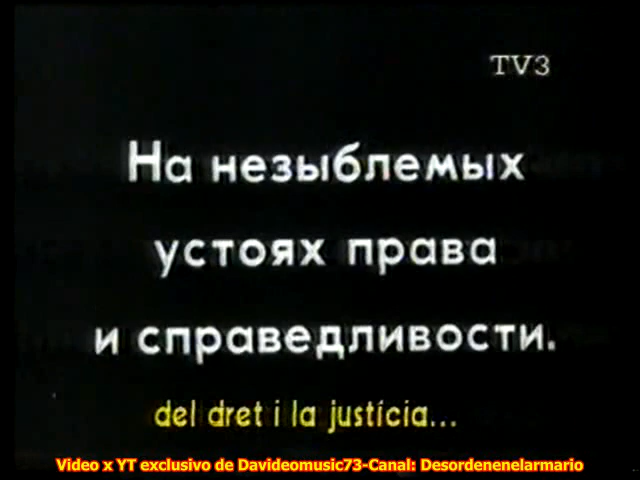 TV3
На незыблемых
устоях права
и справедливости.
del dret i la justícia...
Video x YT exclusivo de Davideomusic73-Canal: Desordenenelarmario